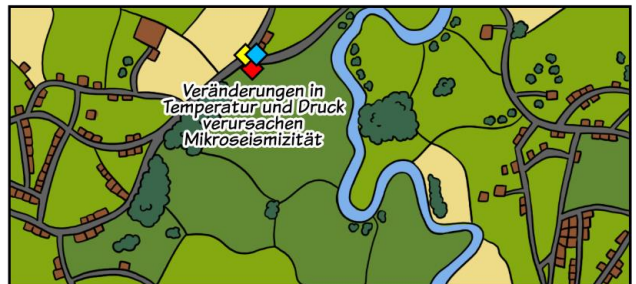 Veränderungen in
Temperatur und Druck
verursachen
Mikroseismizität